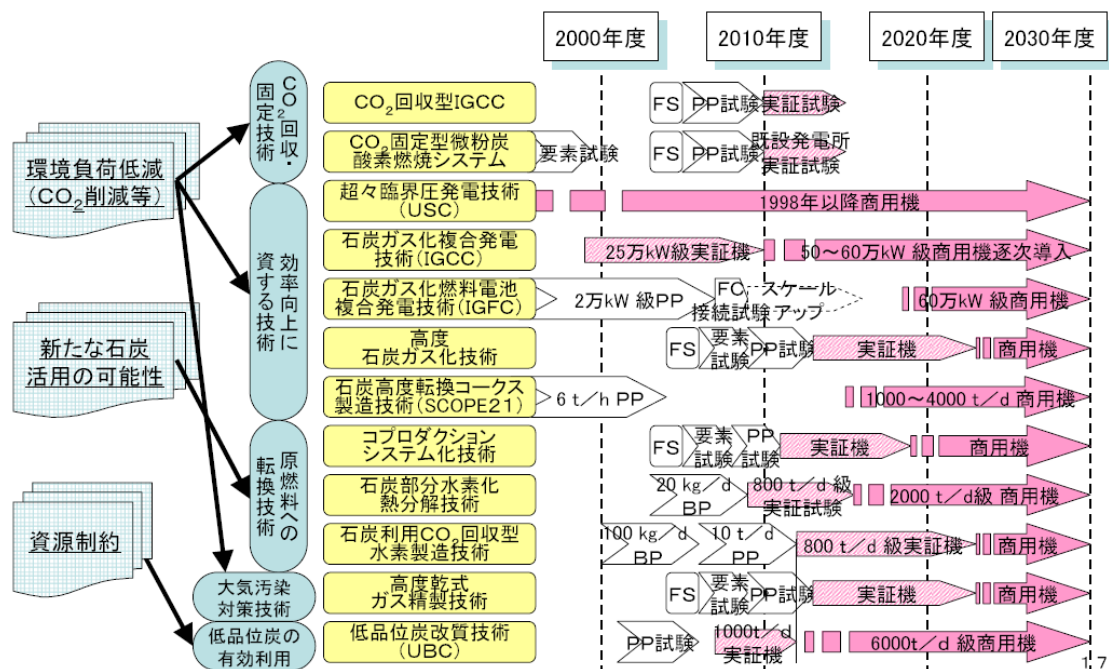 2000年度
2010年度
2020年度
2030年度
環境負荷低減
(CO2削減等)
新たな石炭
活用の可能性
資源制約
CO2回収・
固定技術
効率向上に
資する技術
原燃料への
転換技術
大気汚染
対策技術
低品位炭の
有効利用
CO2回収型IGCC
FS
PP試験
実証試験
CO2固定型微粉炭
酸素燃焼システム
要素試験
FS
PP試験
既設発電所
実証試験
超々臨界圧発電技術
(USC)
1998年以降商用機
石炭ガス化複合発電
技術(IGCC)
25万kW級実証機
50～60万kW 級商用機逐次導入
石炭ガス化燃料電池
複合発電技術(IGFC)
2万kW 級PP
FC
接続試験
スケール
アップ
60万kW 級商用機
高度
石炭ガス化技術
FS
要素
試験
PP試験
実証機
商用機
石炭高度転換コークス
製造技術(SCOPE21)
6 t/h PP
1000～4000 t/d 商用機
コプロダクション
システム化技術
FS
要素
試験
PP
試験
実証機
商用機
石炭部分水素化
熱分解技術
20 kg/d
BP
800 t/d 級
実証試験
2000 t/d級 商用機
石炭利用CO2回収型
水素製造技術
100 kg/d
BP
10 t/d
PP
800 t/d 級実証機
商用機
高度乾式
ガス精製技術
FS
要素
試験
PP試験
実証機
商用機
低品位炭改質技術
(UBC)
PP試験
1000t/d
実証機
6000t/d 級商用機
17